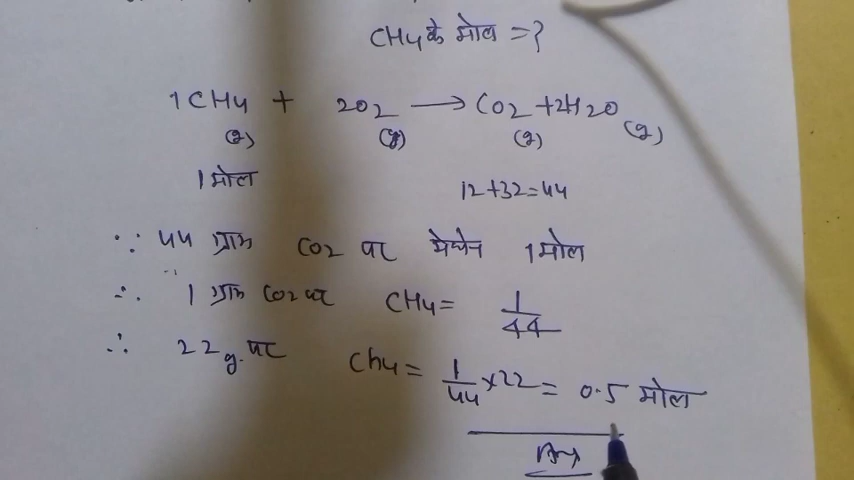 CH4 के मोल = ?
1CH4 + 2O2 → CO2 + 2H2O
(g) (g) (g) (g)
1 मोल 12+32=44
∵ 44 ग्राम CO2 पर मेथेन 1 मोल
∴ 1 ग्राम CO2 पर CH4 = 1/44
∴ 22g. पर Ch4 = 1/44 × 22 = 0.5 मोल
Ans